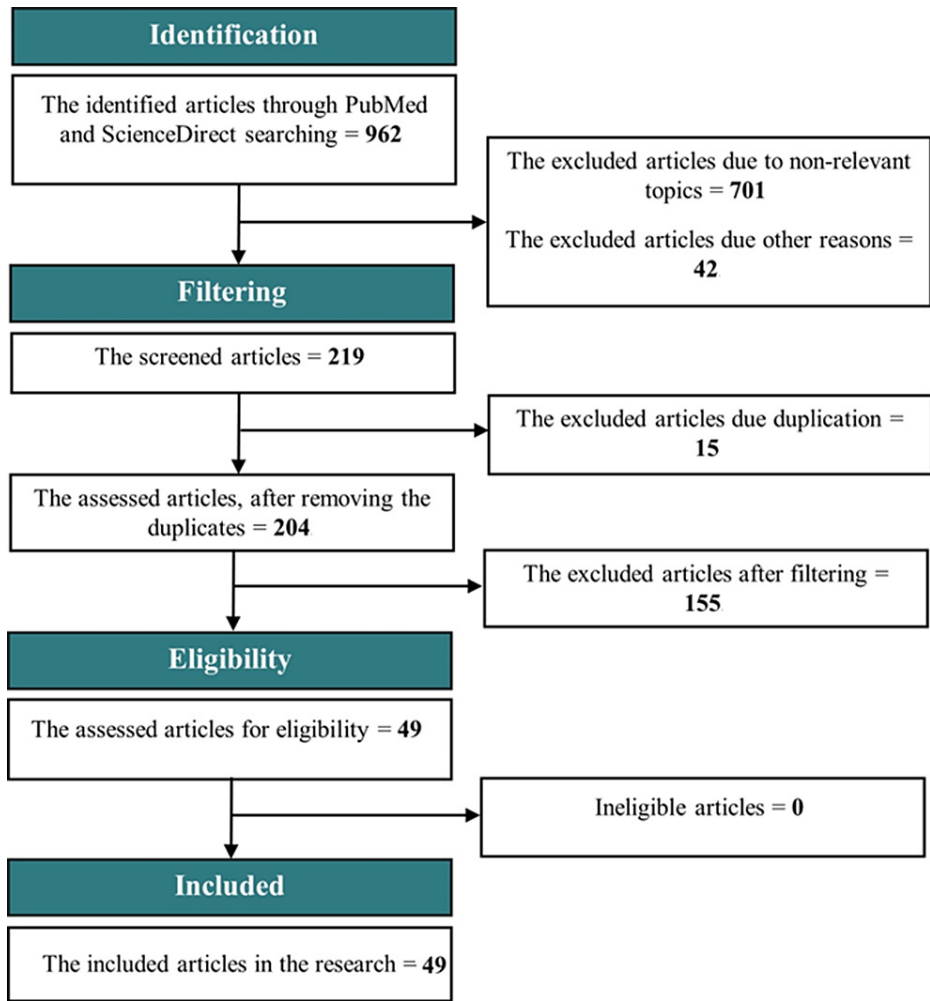 Identification
The identified articles through PubMed
and ScienceDirect searching = 962
The excluded articles due to non-relevant
topics = 701
The excluded articles due other reasons =
42
Filtering
The screened articles = 219
The excluded articles due duplication =
15
The assessed articles, after removing the
duplicates = 204
The excluded articles after filtering =
155
Eligibility
The assessed articles for eligibility = 49
Ineligible articles = 0
Included
The included articles in the research = 49